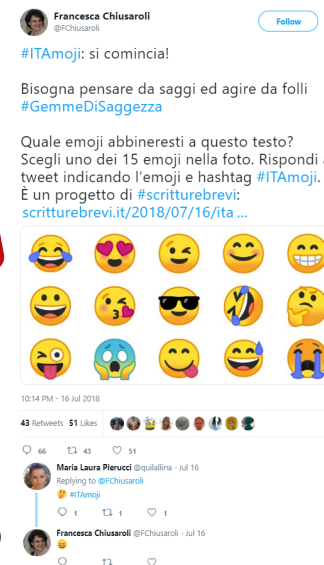 Francesca Chiusaroli
@FChiusaroli
Follow
#ITAmoji: si comincia!
Bisogna pensare da saggi ed agire da folli
#GemmeDiSaggezza
Quale emoji abbineresti a questo testo?
Scegli uno dei 15 emoji nella foto. Rispondi a
tweet indicando l'emoji e hashtag #ITAmoji.
È un progetto di #scritturebrevi:
scritturebrevi.it/2018/07/16/ita ...
10:14 PM - 16 Jul 2018
43 Retweets 51 Likes
66 43 51
Maria Laura Pierucci @quilallina · Jul 16
Replying to @FChiusaroli
🤔 #ITAmoji
1 1 1
Francesca Chiusaroli @FChiusaroli · Jul 16
😄